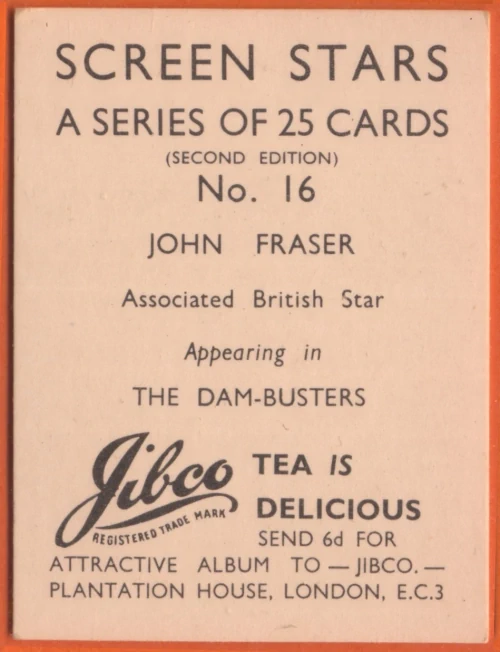 SCREEN STARS
A SERIES OF 25 CARDS
(SECOND EDITION)
No. 16
JOHN FRASER
Associated British Star
Appearing in
THE DAM-BUSTERS
Jibco
REGISTERED TRADE MARK
TEA IS
DELICIOUS
SEND 6d FOR
ATTRACTIVE ALBUM TO — JIBCO. —
PLANTATION HOUSE, LONDON, E.C.3